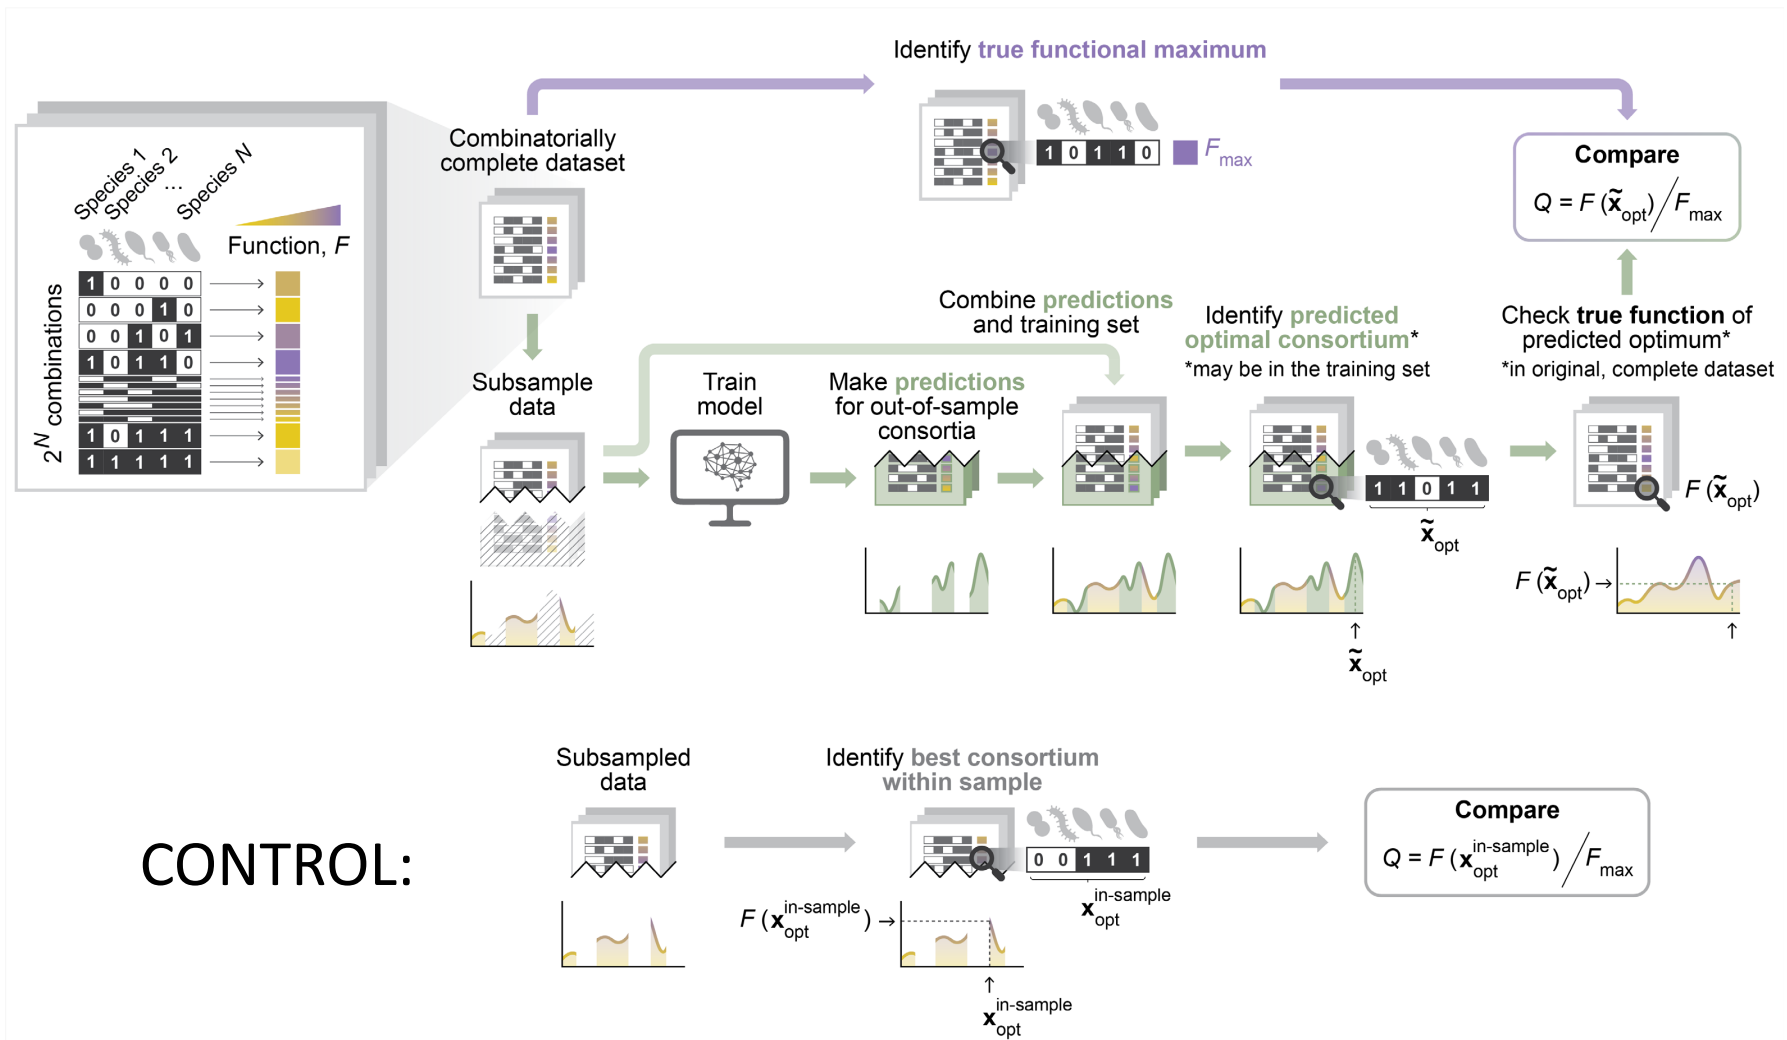 Identify true functional maximum
1 0 1 1 0
Fmax
Compare
Q = F (x̃opt) / Fmax
Combinatorially
complete dataset
Species 1
Species 2
...
Species N
Function, F
2^N combinations
1 0 0 0 0
0 0 0 1 0
0 0 1 0 1
1 0 1 1 0
1 0 1 1 1
1 1 1 1 1
Subsample
data
Train
model
Make predictions
for out-of-sample
consortia
Combine predictions
and training set
Identify predicted
optimal consortium*
*may be in the training set
1 1 0 1 1
x̃opt
x̃opt
Check true function of
predicted optimum*
*in original, complete dataset
F (x̃opt)
F (x̃opt)
CONTROL:
Subsampled
data
Identify best consortium
within sample
0 0 1 1 1
x opt in-sample
F (x opt in-sample)
x opt in-sample
Compare
Q = F (x opt in-sample) / Fmax